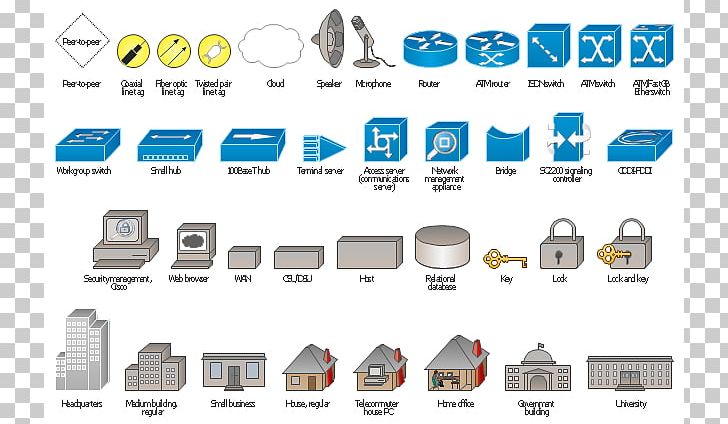 Peer-to-peer
Peer-to-peer
Coaxial
line tag
Fiber optic
line tag
Twisted pair
line tag
Cloud
Speaker
Microphone
Router
ATM router
ISDN switch
ATM switch
ATM/FastGB
Etherswitch
Workgroup switch
Small hub
100BaseT hub
Terminal server
Access server
(communications
server)
Network
management
appliance
Bridge
SC2200 signaling
controller
CDDI-FDDI
Security management,
Cisco
Web browser
WAN
CSU/DSU
Host
Relational
database
Key
Lock
Lock and key
Headquarters
Medium building,
regular
Small business
House, regular
Telecommuter
house PC
Home office
Government
building
University